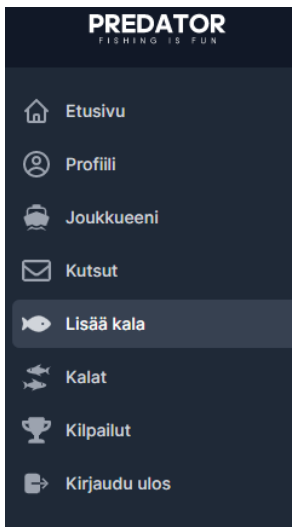 PREDATOR
FISHING IS FUN
Etusivu
Profiili
Joukkueeni
Kutsut
Lisää kala
Kalat
Kilpailut
Kirjaudu ulos